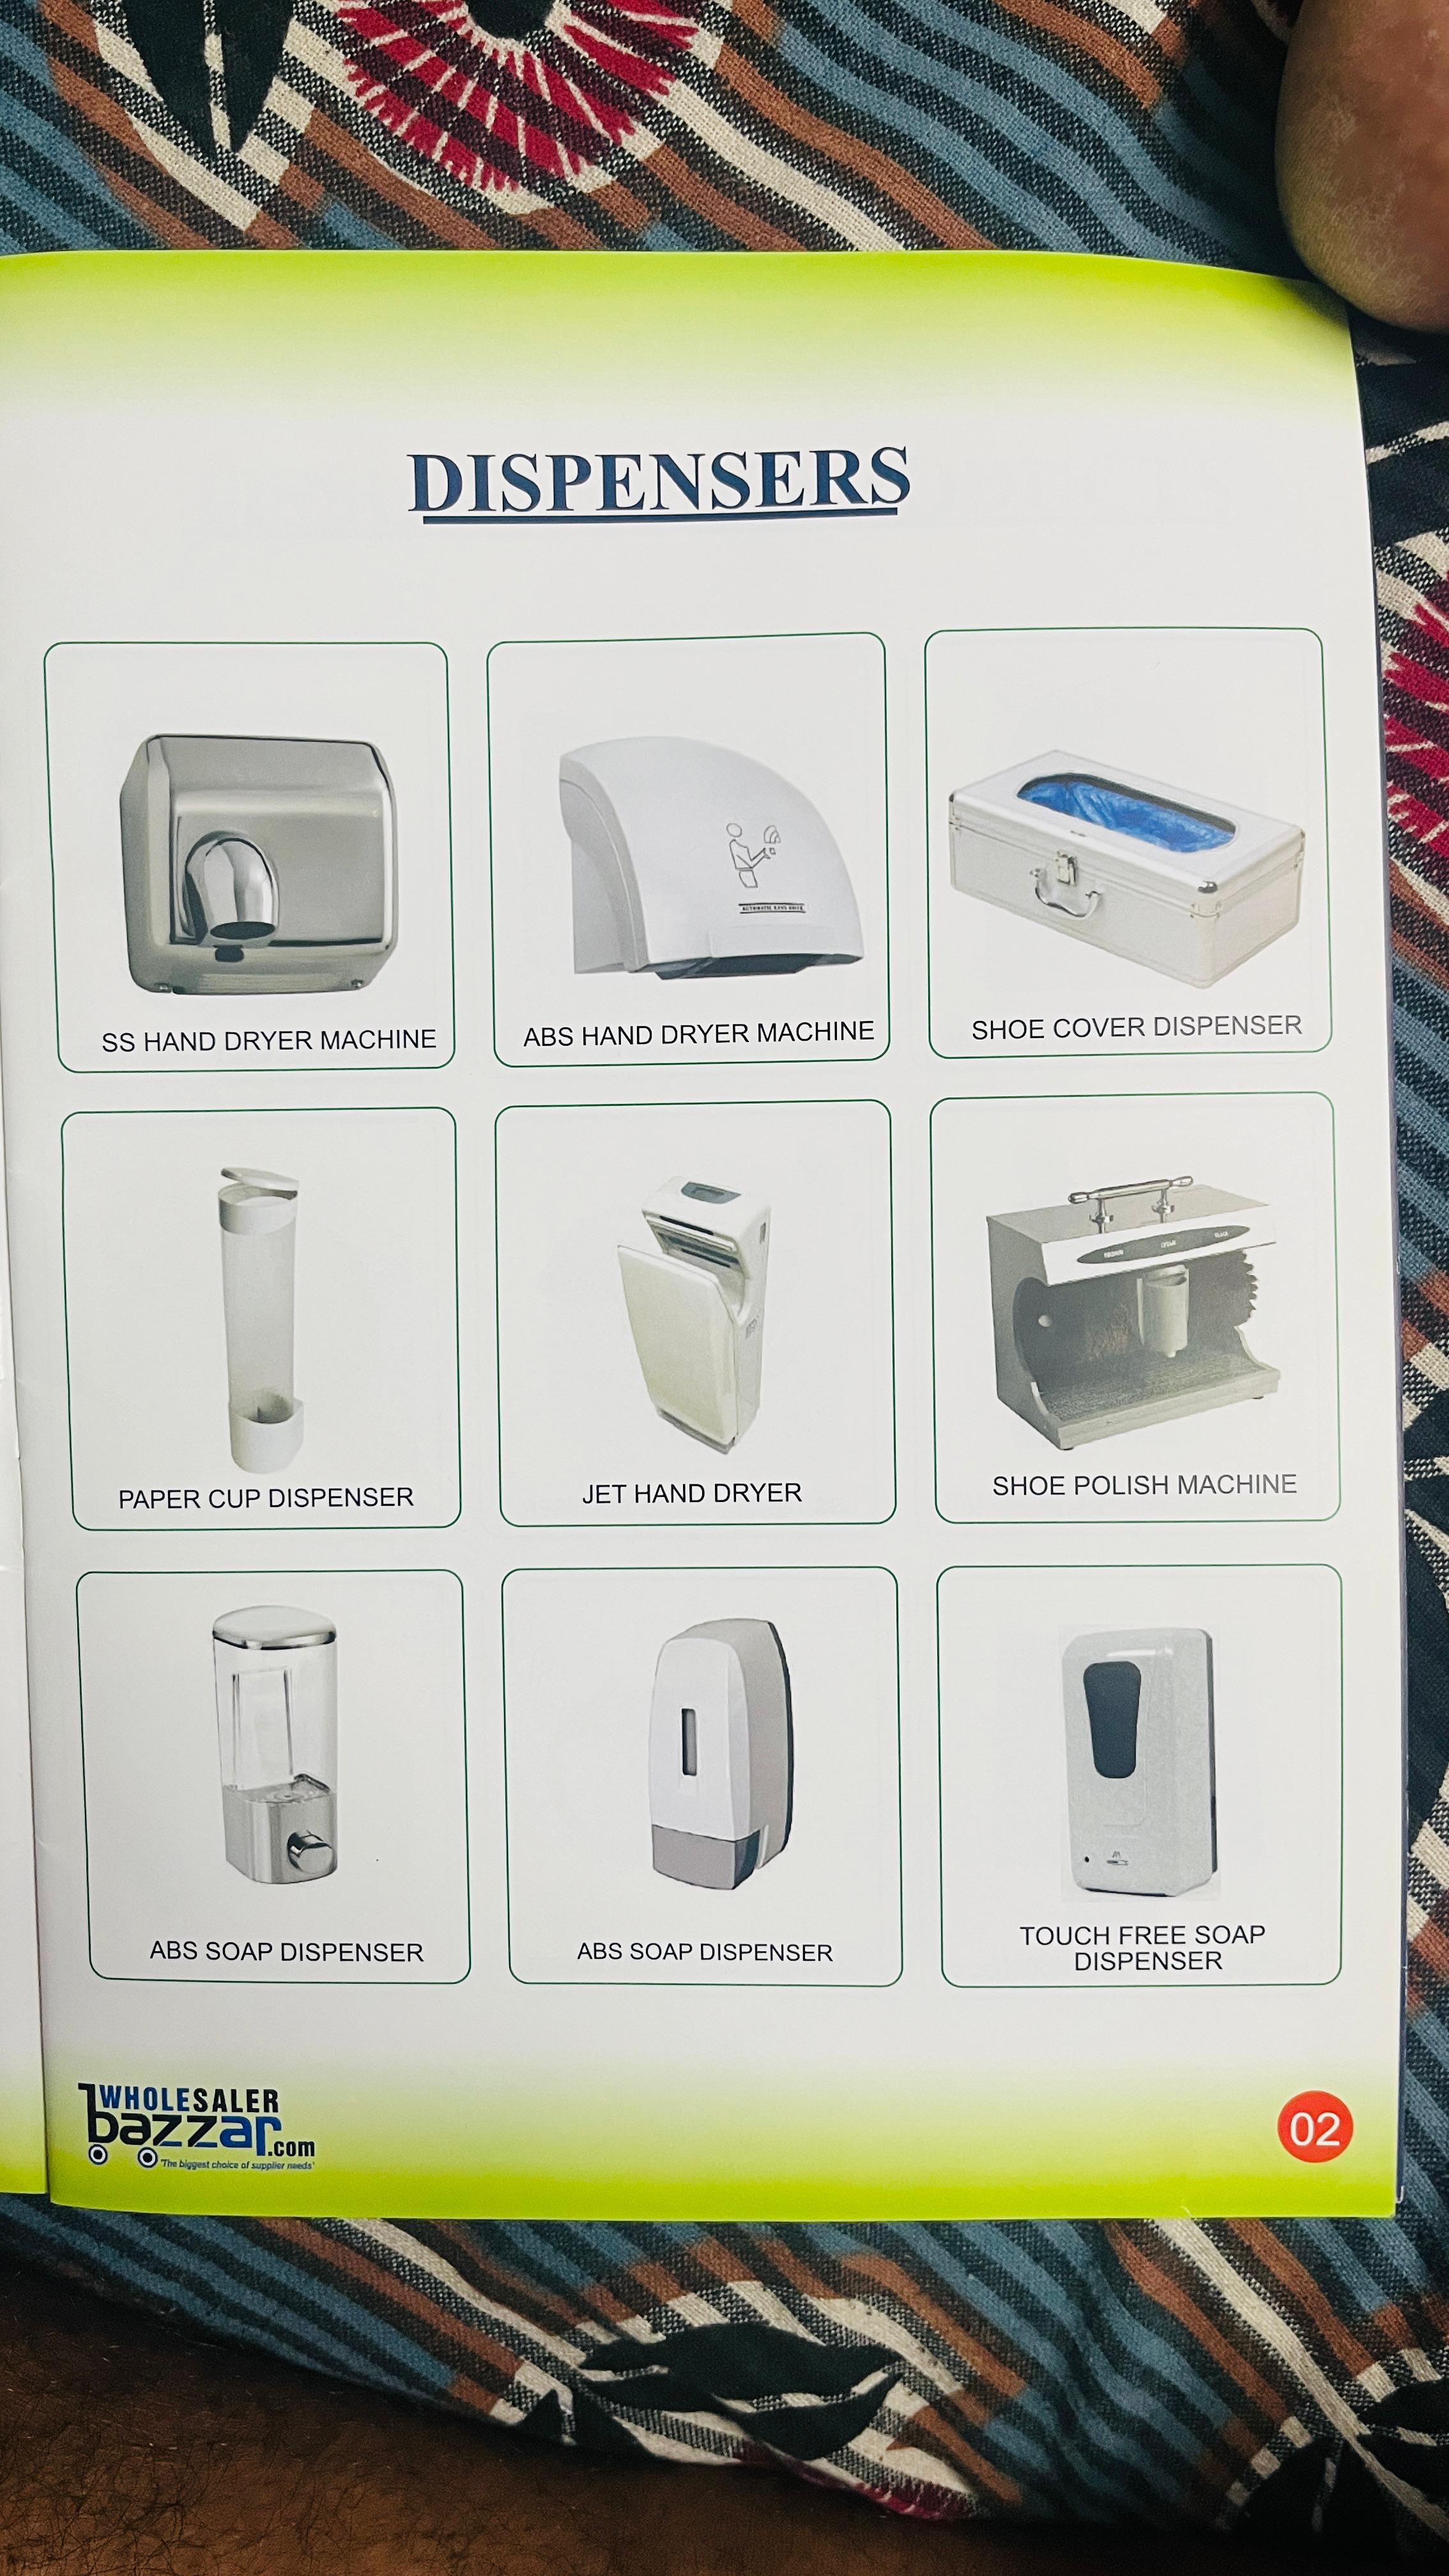 DISPENSERS
SS HAND DRYER MACHINE
ABS HAND DRYER MACHINE
SHOE COVER DISPENSER
PAPER CUP DISPENSER
JET HAND DRYER
SHOE POLISH MACHINE
ABS SOAP DISPENSER
ABS SOAP DISPENSER
TOUCH FREE SOAP
DISPENSER
WHOLESALER
bazzar.com
'The biggest choice of supplier needs'
02